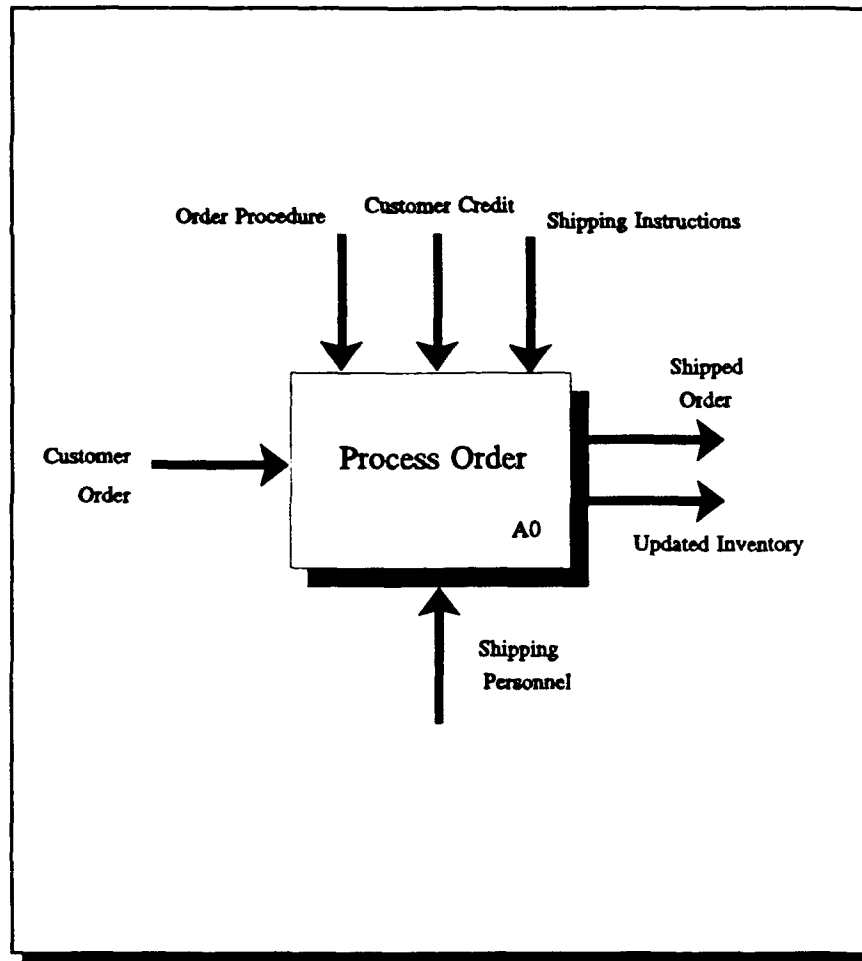 Order Procedure
Customer Credit
Shipping Instructions
Shipped
Order
Customer
Order
Process Order
A0
Updated Inventory
Shipping
Personnel